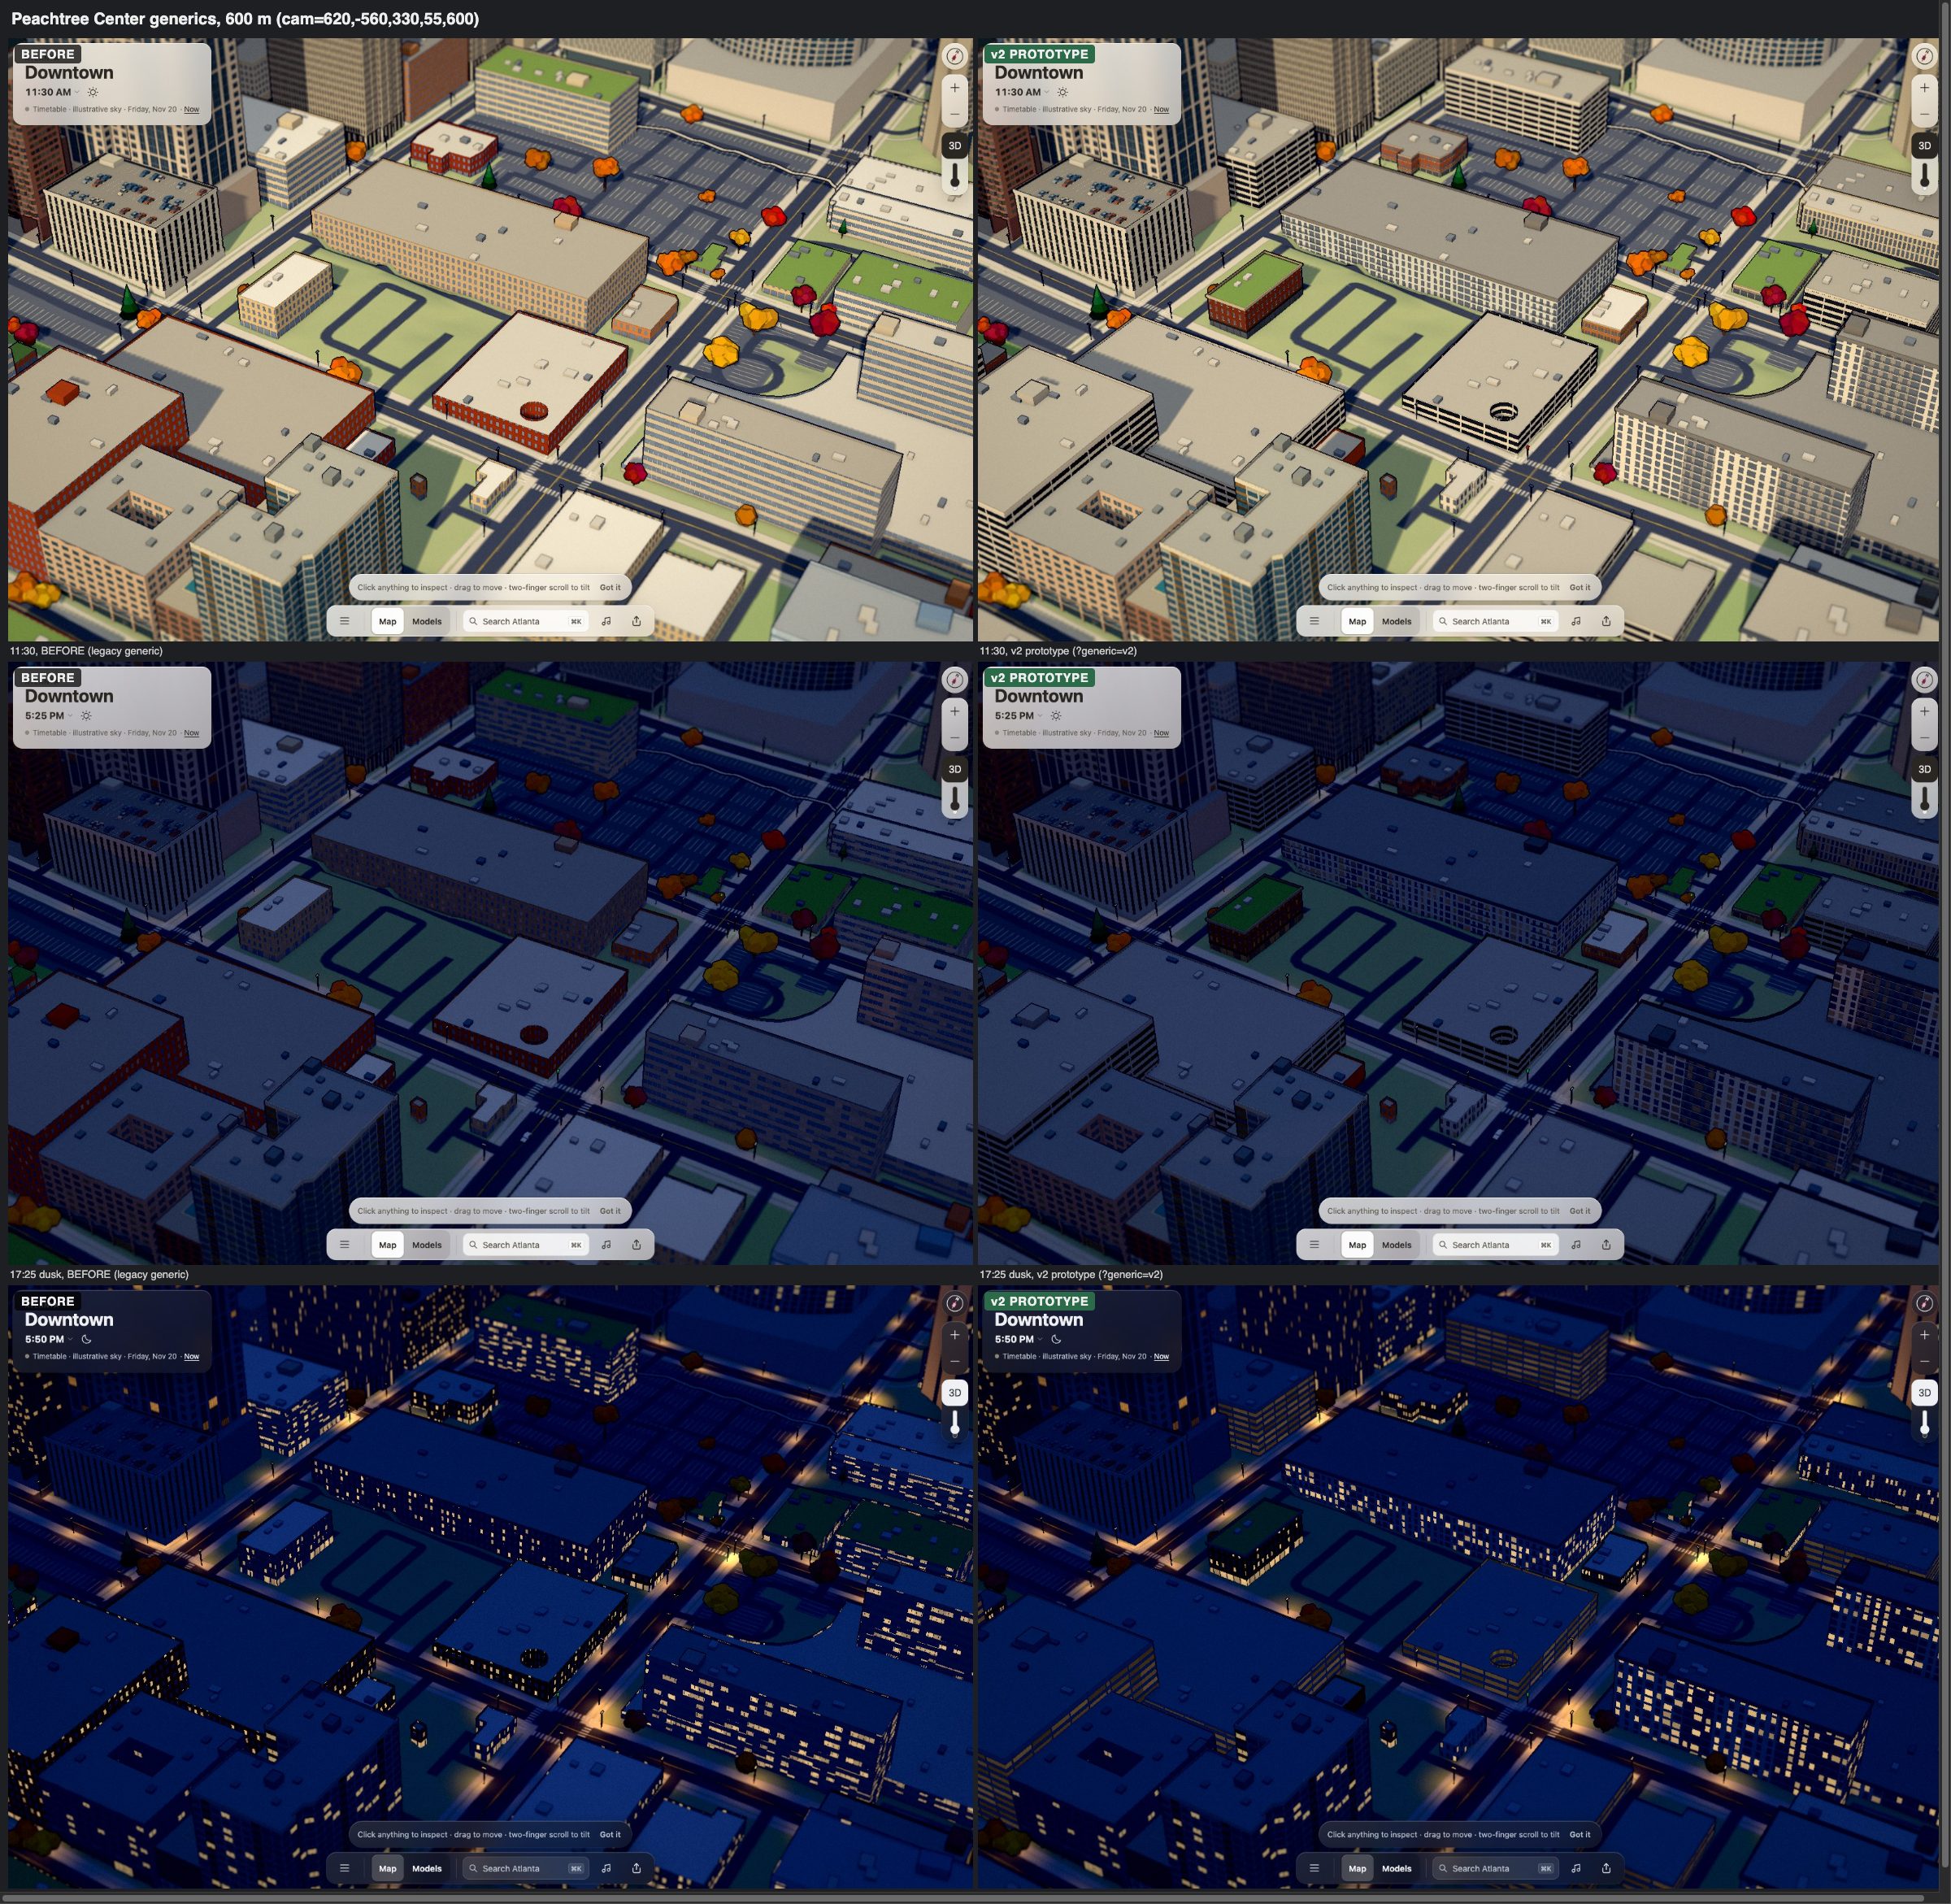 Peachtree Center generics, 600 m (cam=620,-560,330,55,600)
BEFORE
Downtown
11:30 AM
Timetable · Illustrative sky · Friday, Nov 20 · Now
+
−
3D
Click anything to inspect · drag to move · two-finger scroll to tilt Got it
Map Models Search Atlanta ⌘K
v2 PROTOTYPE
Downtown
11:30 AM
Timetable · Illustrative sky · Friday, Nov 20 · Now
+
−
3D
Click anything to inspect · drag to move · two-finger scroll to tilt Got it
Map Models Search Atlanta ⌘K
11:30, BEFORE (legacy generic)
11:30, v2 prototype (?generic=v2)
BEFORE
Downtown
5:25 PM
Timetable · Illustrative sky · Friday, Nov 20 · Now
+
−
3D
Click anything to inspect · drag to move · two-finger scroll to tilt Got it
Map Models Search Atlanta ⌘K
v2 PROTOTYPE
Downtown
5:25 PM
Timetable · Illustrative sky · Friday, Nov 20 · Now
+
−
3D
Click anything to inspect · drag to move · two-finger scroll to tilt Got it
Map Models Search Atlanta ⌘K
17:25 dusk, BEFORE (legacy generic)
17:25 dusk, v2 prototype (?generic=v2)
BEFORE
Downtown
5:50 PM
Timetable · Illustrative sky · Friday, Nov 20 · Now
+
−
3D
Click anything to inspect · drag to move · two-finger scroll to tilt Got it
Map Models Search Atlanta ⌘K
v2 PROTOTYPE
Downtown
5:50 PM
Timetable · Illustrative sky · Friday, Nov 20 · Now
+
−
3D
Click anything to inspect · drag to move · two-finger scroll to tilt Got it
Map Models Search Atlanta ⌘K